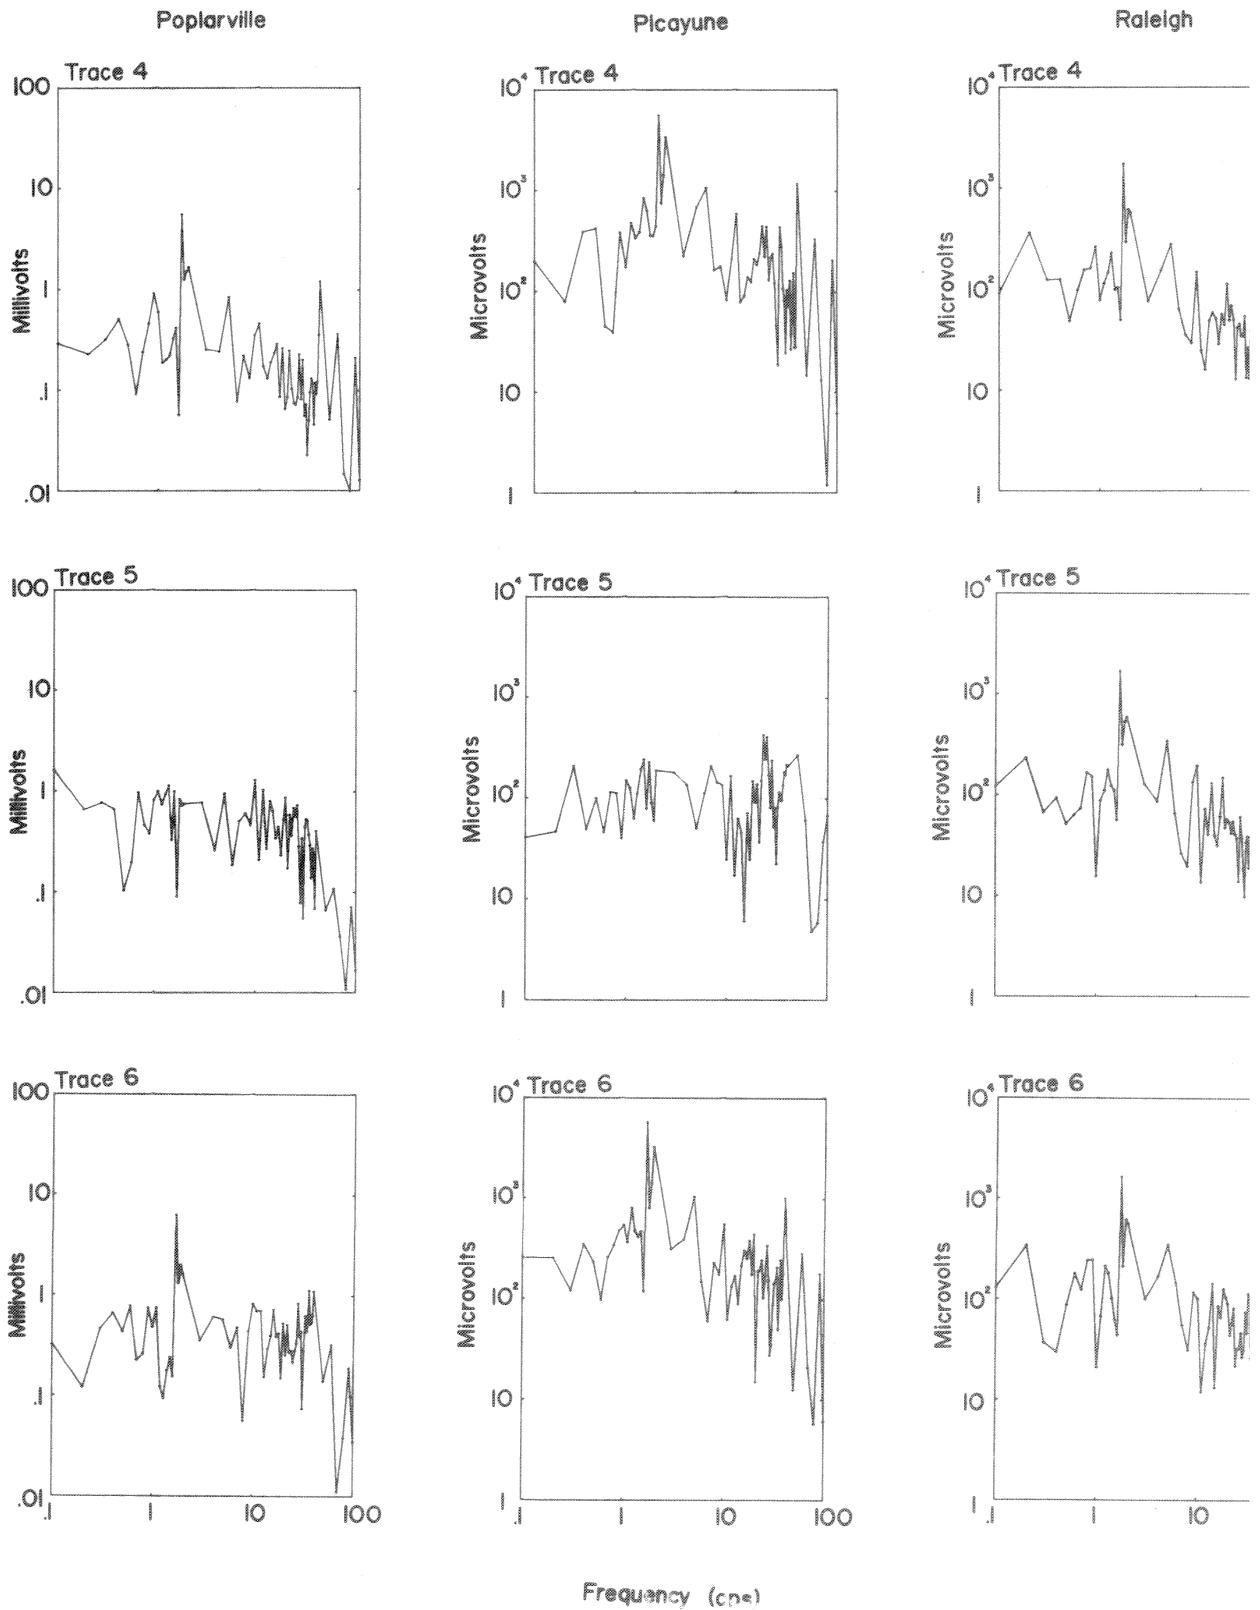 Poplarville Picayune Raleigh
Trace 4 Trace 4 Trace 4
100 10⁴ 10⁴
10 10³ 10³
1 10² 10²
.1 10 10
.01 1 1
Millivolts Microvolts Microvolts
Trace 5 Trace 5 Trace 5
100 10⁴ 10⁴
10 10³ 10³
1 10² 10²
.1 10 10
.01 1 1
Millivolts Microvolts Microvolts
Trace 6 Trace 6 Trace 6
100 10⁴ 10⁴
10 10³ 10³
1 10² 10²
.1 10 10
.01 1 1
Millivolts Microvolts Microvolts
.1 1 10 100 1 10 100 .1 1 10
Frequency (cps)